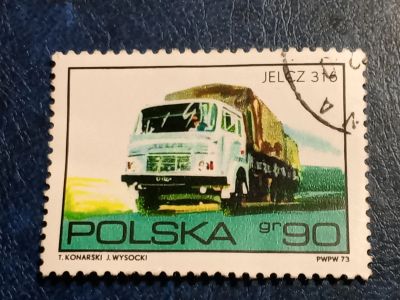 JELCZ 316
POLSKA gr 90
T. KONARSKI J. WYSOCKI PWPW 73